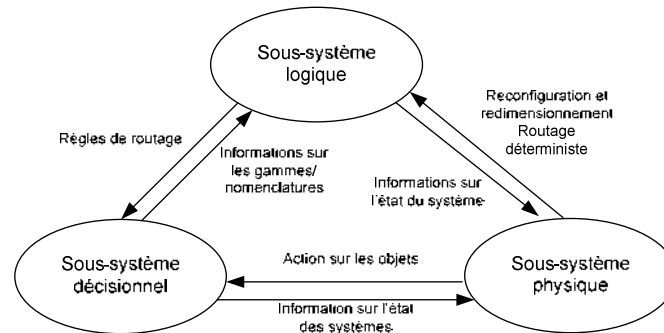 Sous-système
logique
Reconfiguration et
redimensionnement
Routage
déterministe
Règles de routage
Informations sur
les gammes/
nomenclatures
Informations sur
l'état du système
Sous-système
décisionnel
Action sur les objets
Sous-système
physique
Information sur l'état
des systèmes